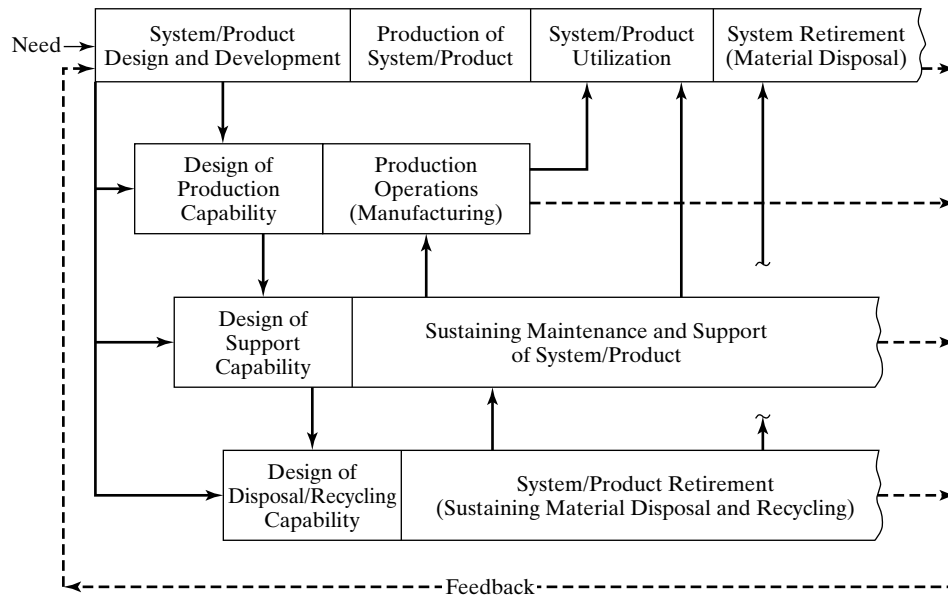 Need
System/Product
Design and Development
Production of
System/Product
System/Product
Utilization
System Retirement
(Material Disposal)
Design of
Production
Capability
Production
Operations
(Manufacturing)
Design of
Support
Capability
Sustaining Maintenance and Support
of System/Product
Design of
Disposal/Recycling
Capability
System/Product Retirement
(Sustaining Material Disposal and Recycling)
Feedback